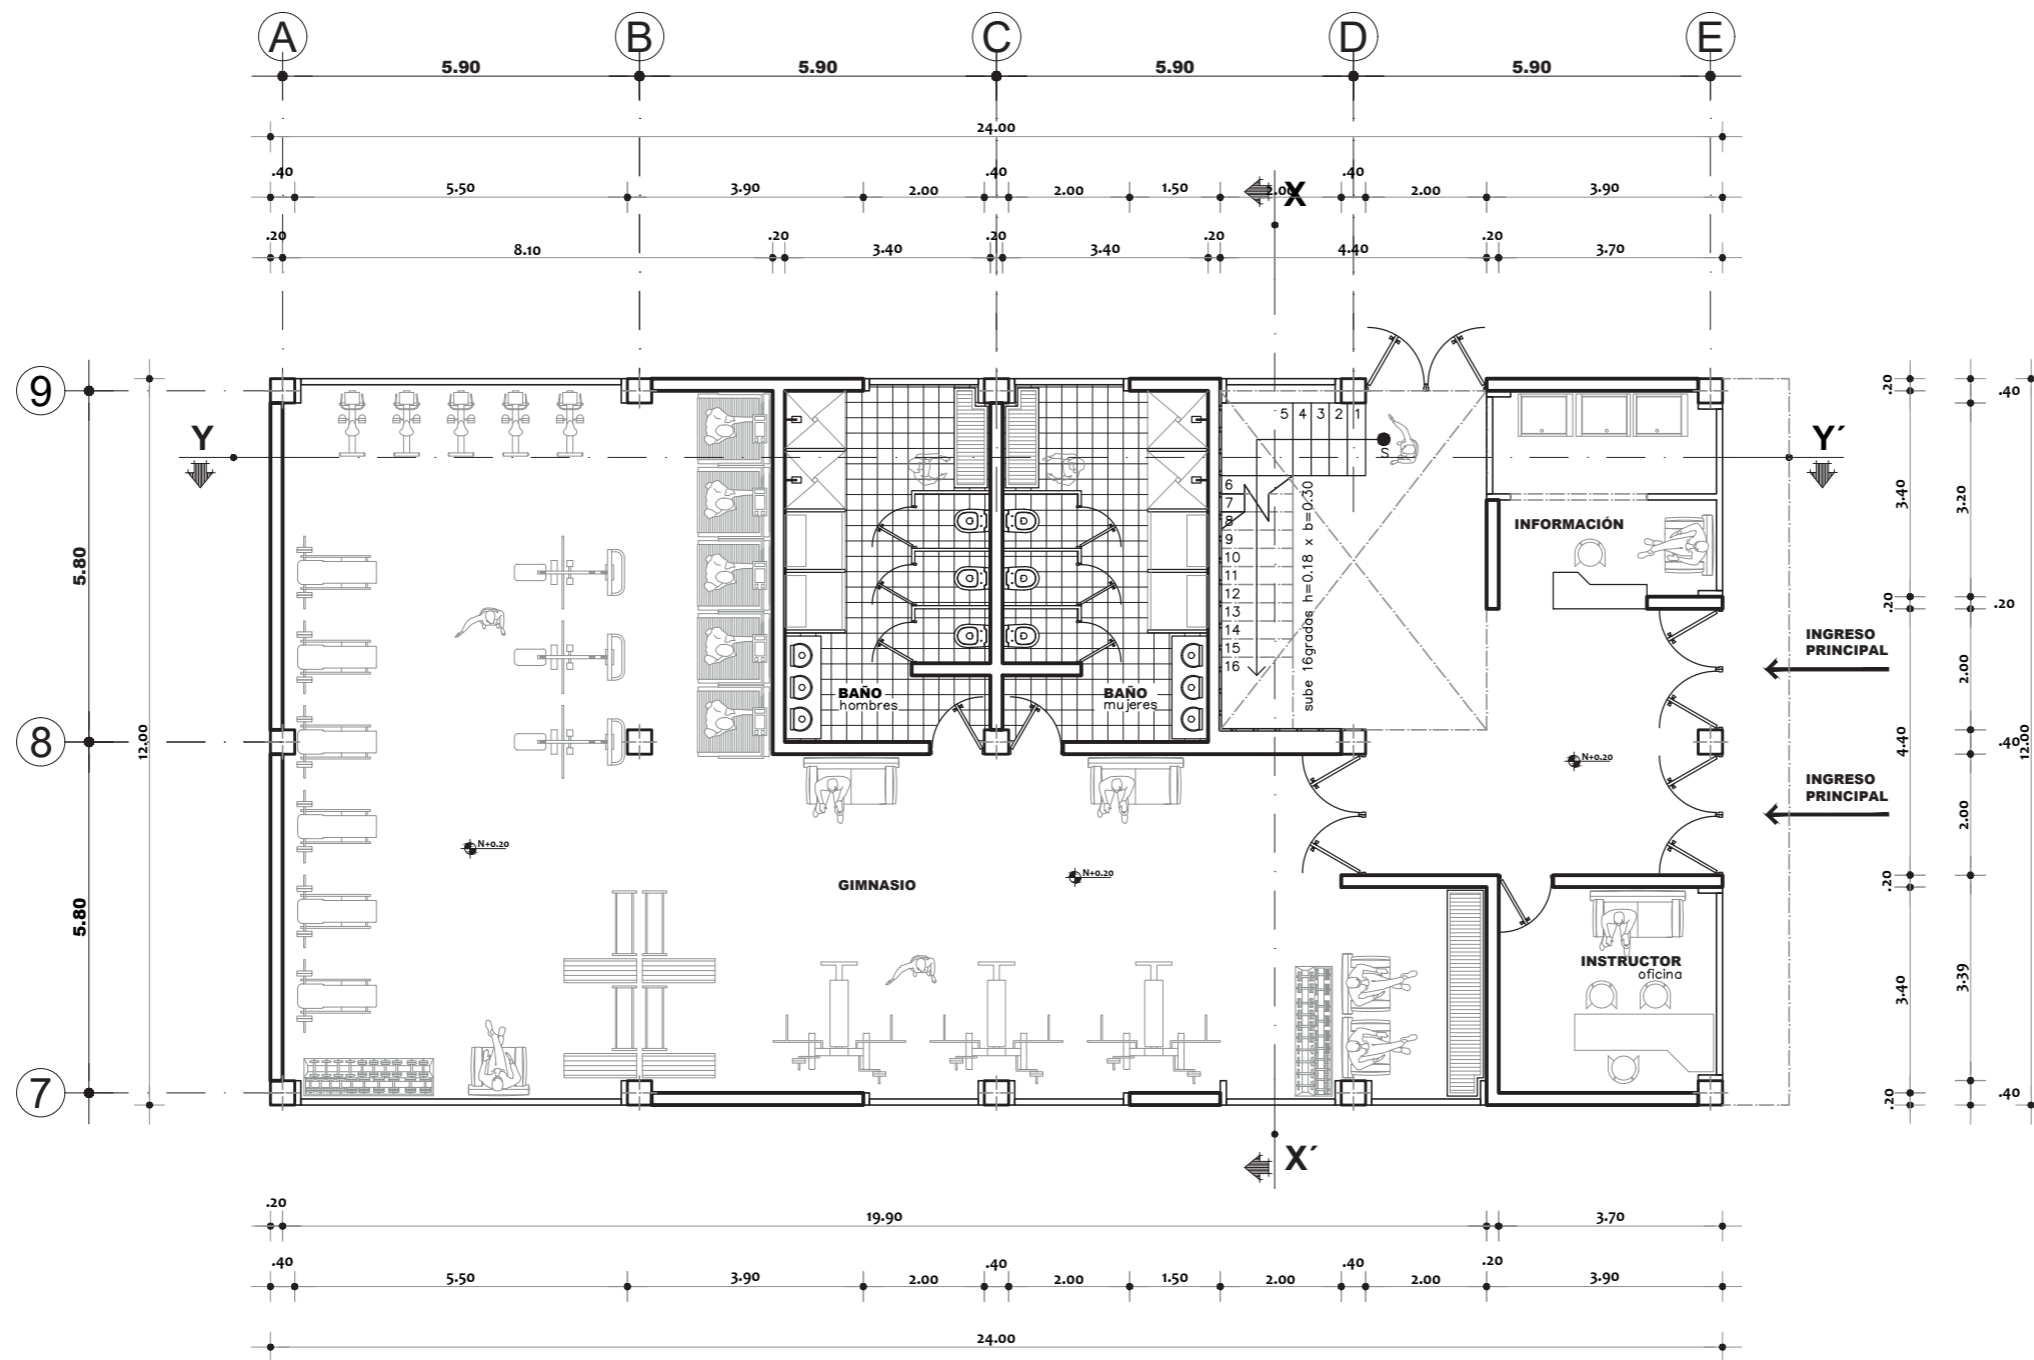 A B C D E
5.90 5.90 5.90 5.90
24.00
.40 5.50 3.90 2.00 .40 2.00 1.50 2.00 .40 2.00 3.90
X
.20 8.10 .20 3.40 .20 3.40 .20 4.40 .20 3.70
9
8
7
5.80
5.80
12.00
Y
Y´
5 4 3 2 1
S
6
7
8
9
10
11
12
13
14
15
16
sube 16gradas h=0.18 x b=0.30
INFORMACIÓN
BAÑO
hombres
BAÑO
mujeres
INGRESO
PRINCIPAL
INGRESO
PRINCIPAL
N+0.20
N+0.20
N+0.20
GIMNASIO
INSTRUCTOR
oficina
.20
3.40
.20
4.40
.20
3.40
.20
.40
3.20
.20
2.00
.40
2.00
3.39
.40
12.00
X´
.20 19.90 3.70
.40 5.50 3.90 2.00 .40 2.00 1.50 2.00 .40 2.00 .20 3.90
24.00